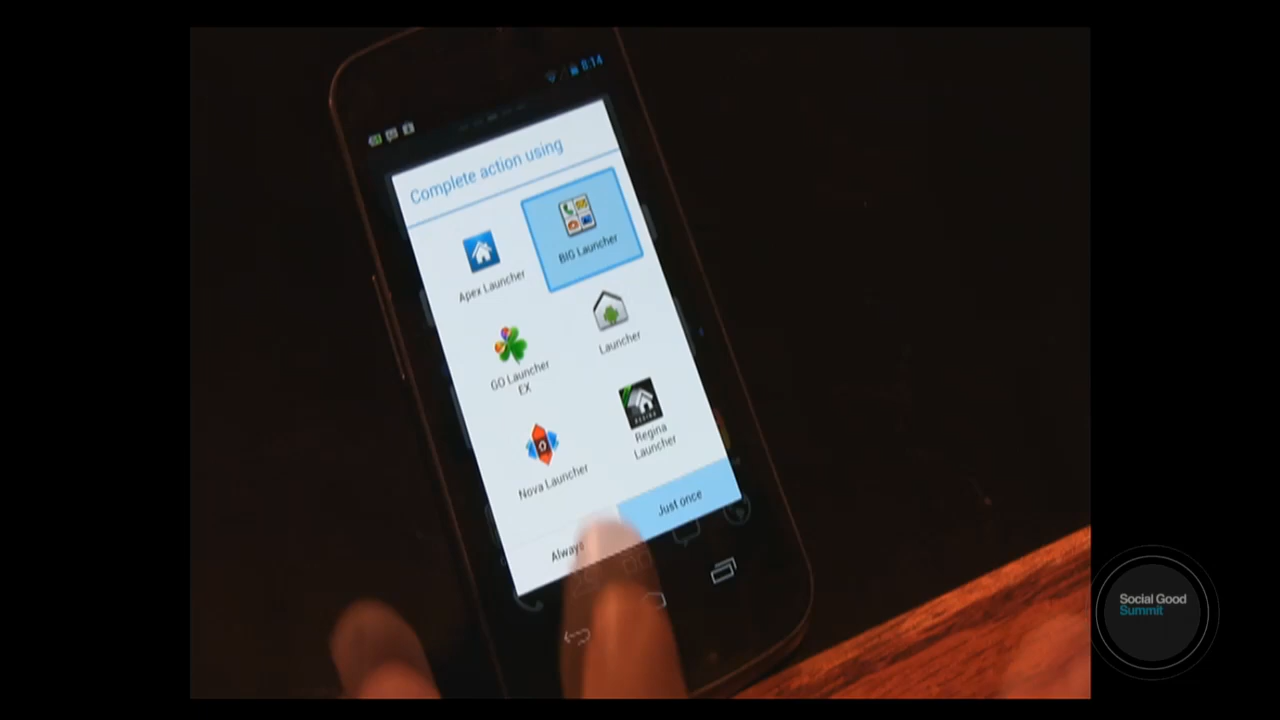 8:14
Complete action using
Apex Launcher
BIG Launcher
GO Launcher
EX
Launcher
Nova Launcher
Regina
Launcher
Always
Just once
Social Good
Summit